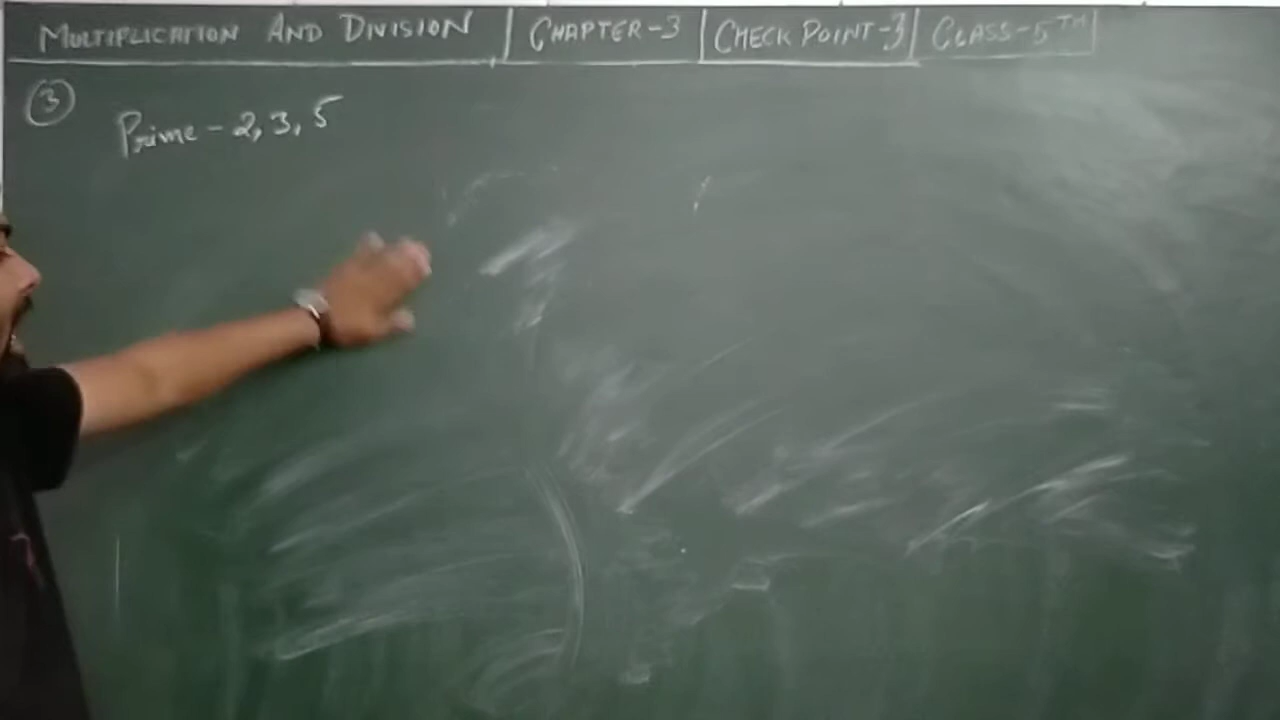 MULTIPLICATION AND DIVISION | CHAPTER-3 | CHECK POINT-3 | CLASS-5TH
3
Prime - 2, 3, 5